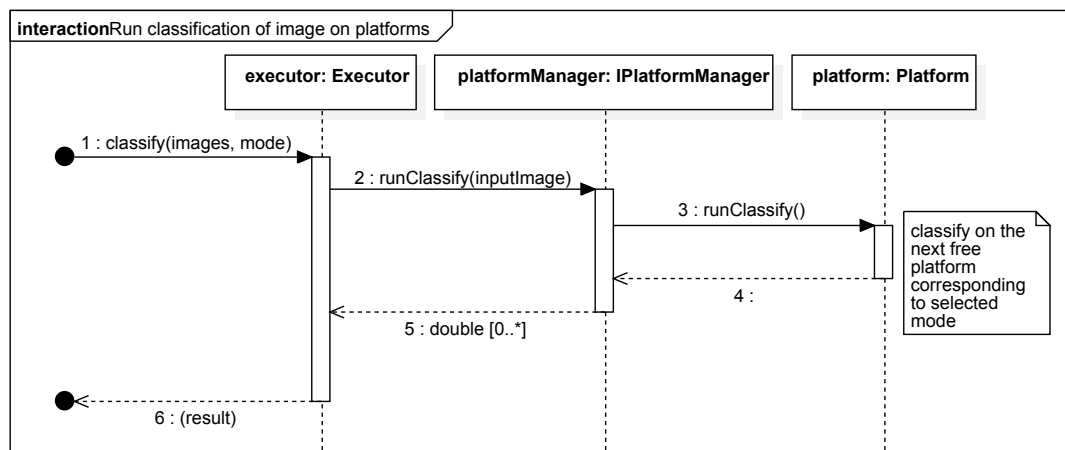 interactionRun classification of image on platforms
executor: Executor
platformManager: IPlatformManager
platform: Platform
1 : classify(images, mode)
2 : runClassify(inputImage)
3 : runClassify()
classify on the
next free
platform
corresponding
to selected
mode
4 :
5 : double [0..*]
6 : (result)